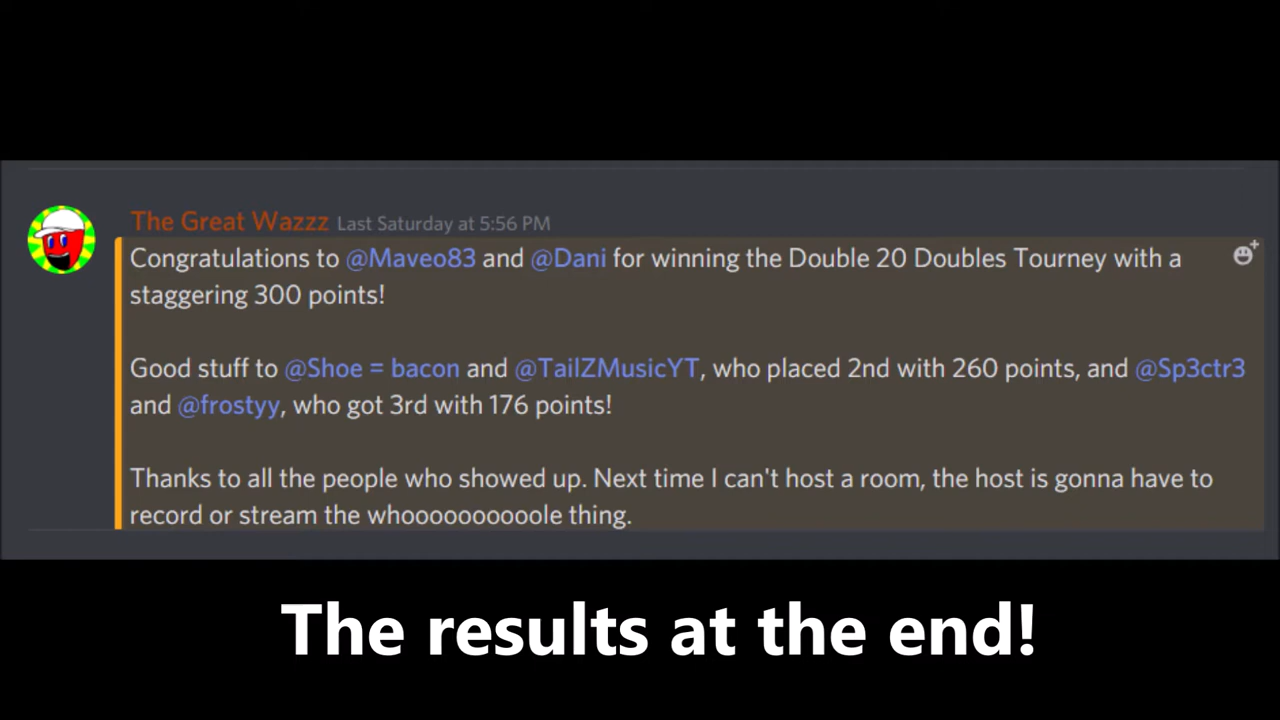 The Great Wazzz Last Saturday at 5:56 PM
Congratulations to @Maveo83 and @Dani for winning the Double 20 Doubles Tourney with a
staggering 300 points!
Good stuff to @Shoe = bacon and @TailZMusicYT, who placed 2nd with 260 points, and @Sp3ctr3
and @frostyy, who got 3rd with 176 points!
Thanks to all the people who showed up. Next time I can't host a room, the host is gonna have to
record or stream the whoooooooooole thing.
The results at the end!